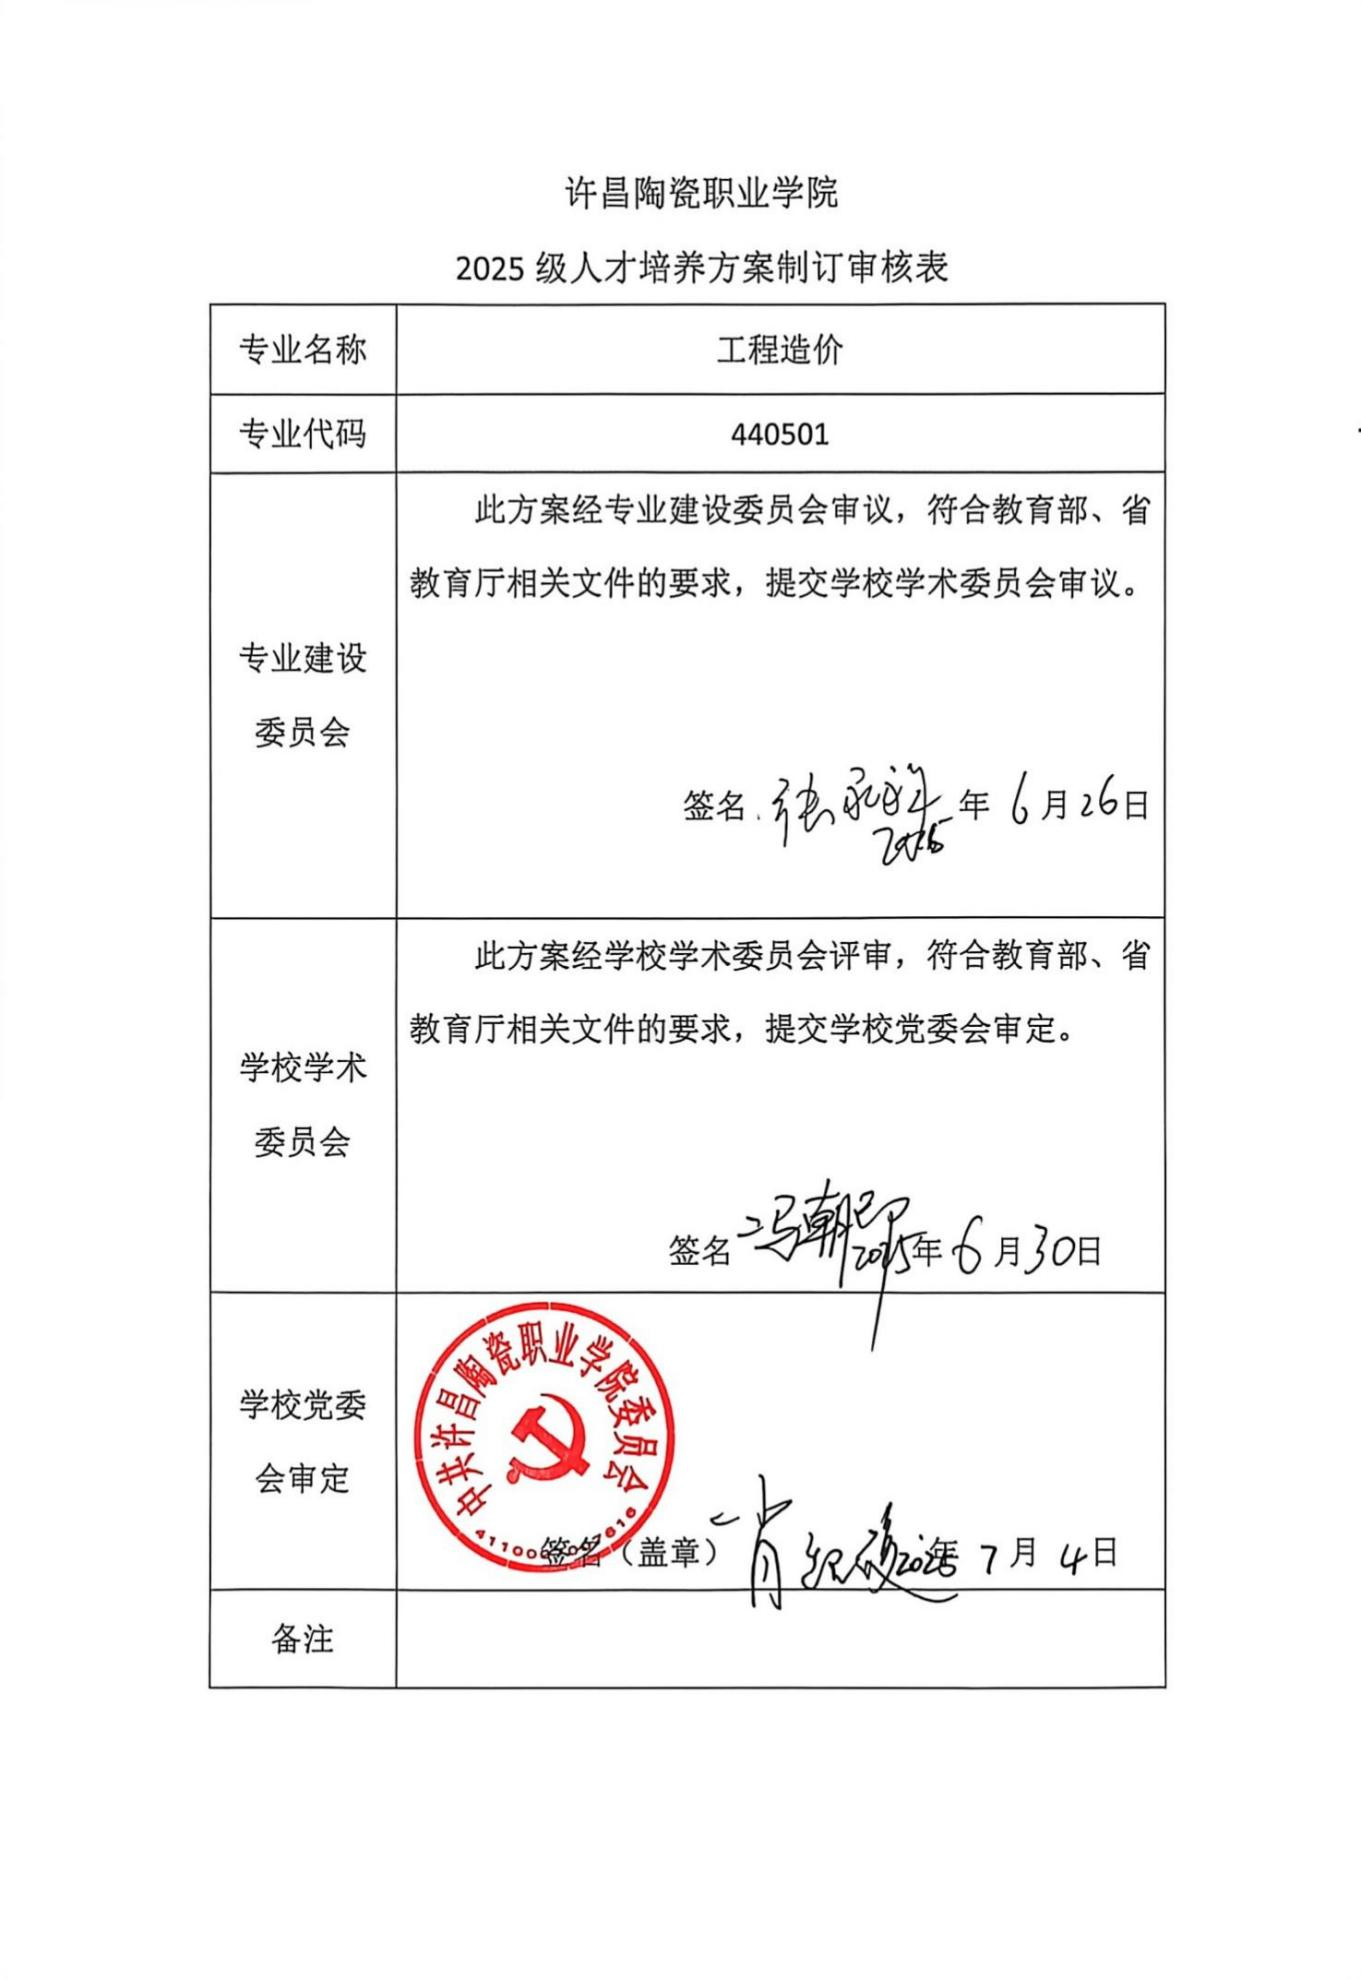 许昌陶瓷职业学院
2025 级人才培养方案制订审核表
专业名称
工程造价
专业代码
440501
专业建设
委员会
此方案经专业建设委员会审议，符合教育部、省
教育厅相关文件的要求，提交学校学术委员会审议。
签名 张 2025 年 6 月 26 日
学校学术
委员会
此方案经学校学术委员会评审，符合教育部、省
教育厅相关文件的要求，提交学校党委会审定。
签名 冯朝 2025 年 6 月 30 日
学校党委
会审定
中共许昌陶瓷职业学院委员会
签名（盖章） 肖 2025 年 7 月 4 日
备注